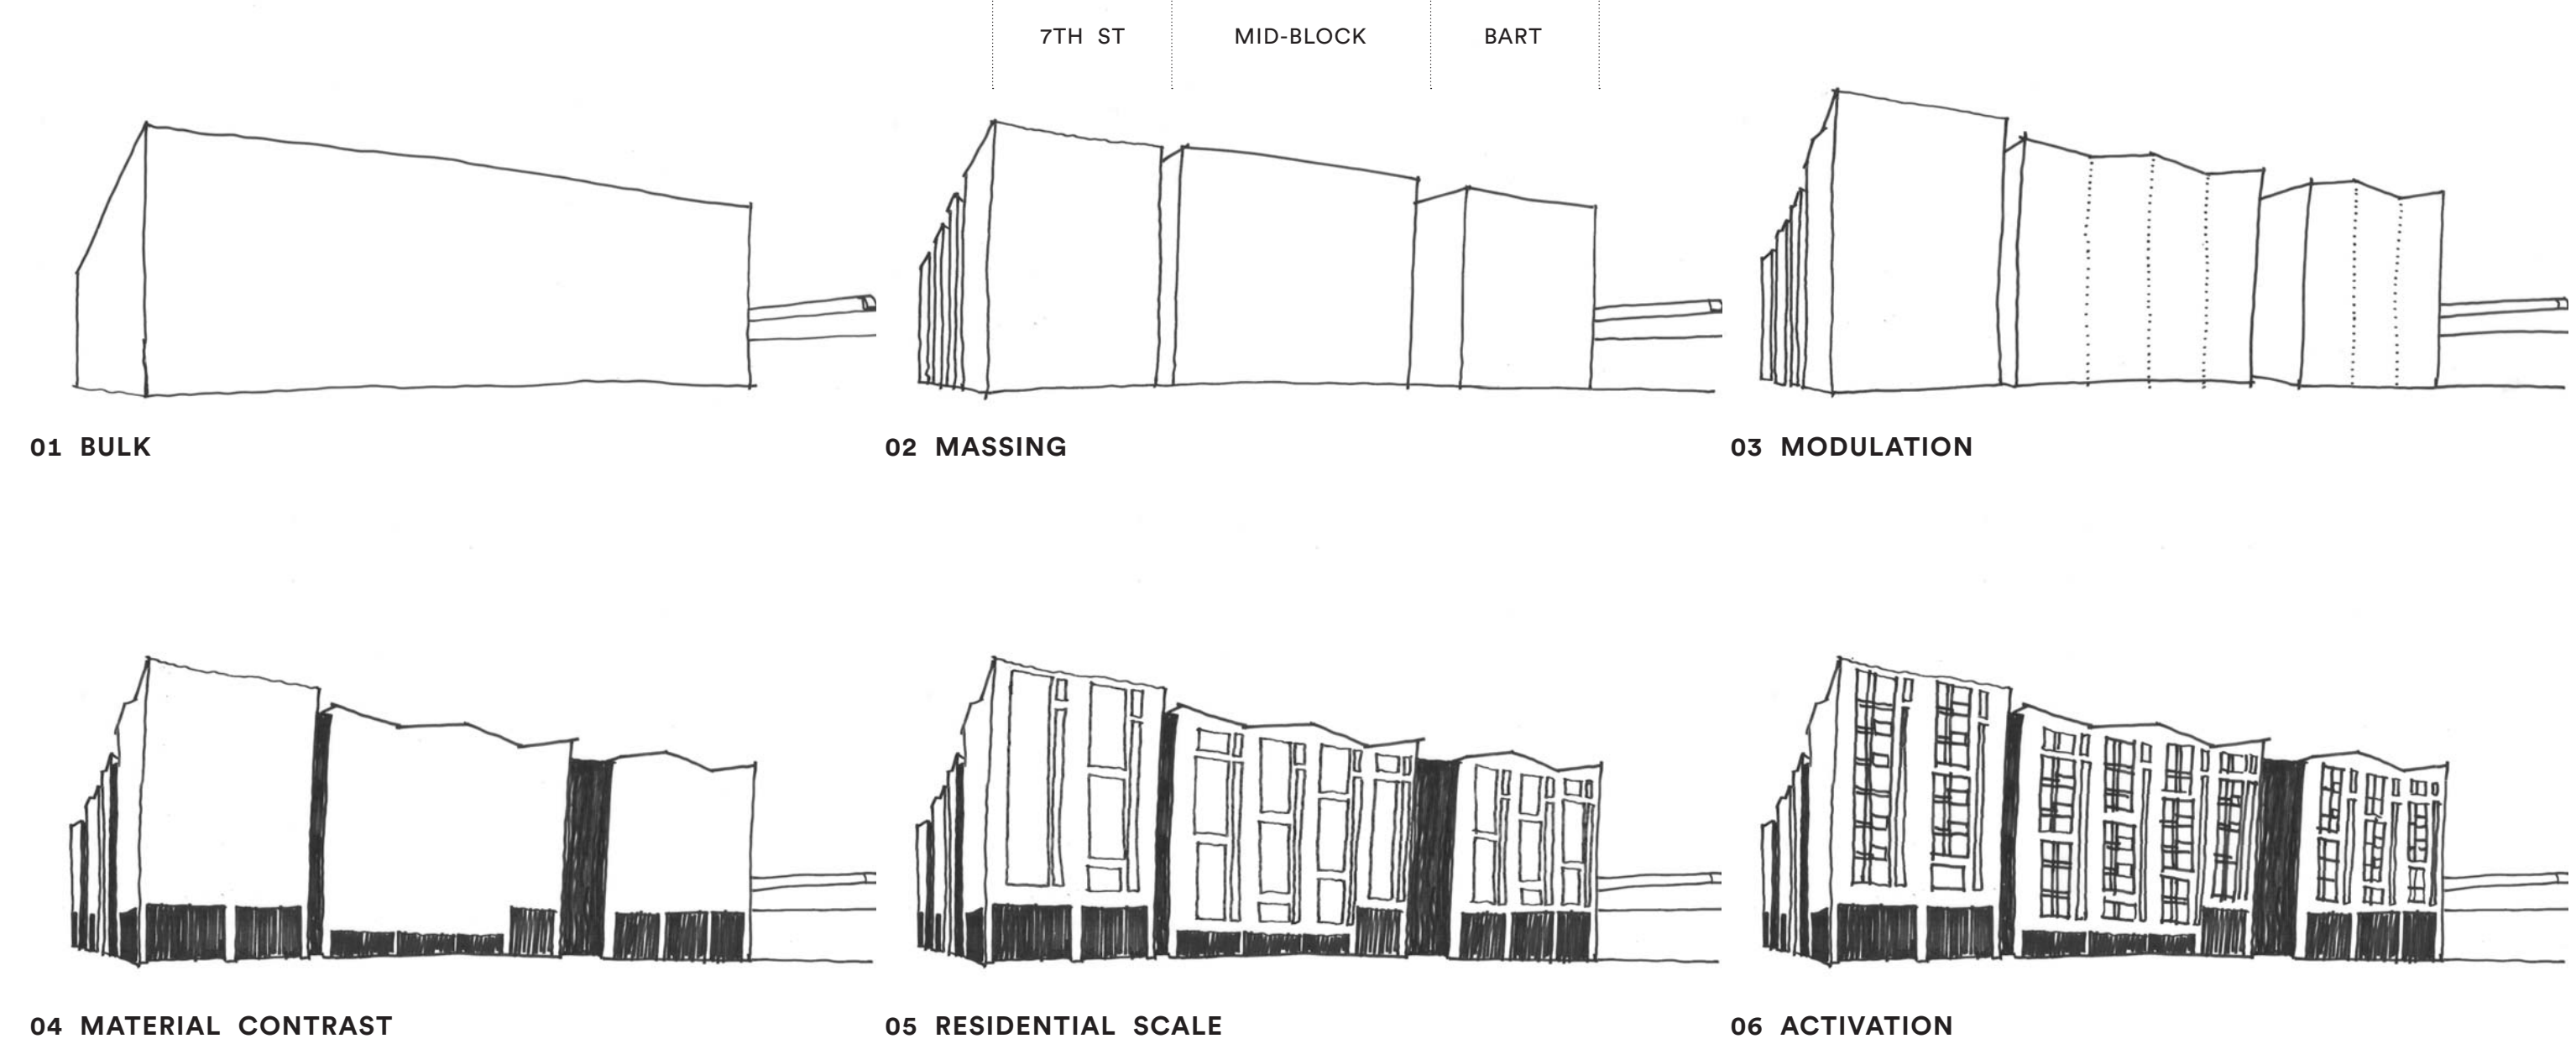 7TH ST
MID-BLOCK
BART
01 BULK
02 MASSING
03 MODULATION
04 MATERIAL CONTRAST
05 RESIDENTIAL SCALE
06 ACTIVATION